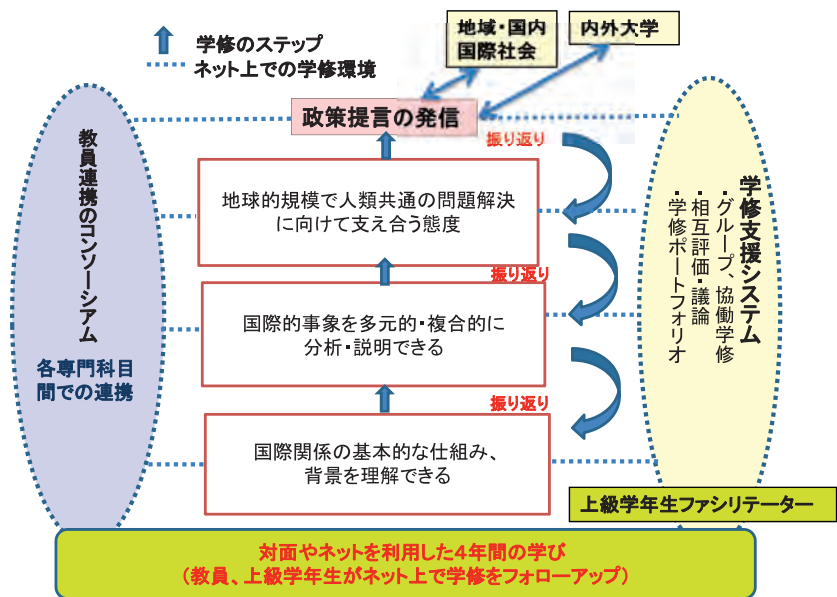 学修のステップ
ネット上での学修環境
地域・国内
国際社会
内外大学
政策提言の発信
振り返り
地球的規模で人類共通の問題解決
に向けて支え合う態度
振り返り
国際的事象を多元的・複合的に
分析・説明できる
振り返り
国際関係の基本的な仕組み、
背景を理解できる
教員連携のコンソーシアム
各専門科目
間での連携
学修支援システム
・グループ、協働学修
・相互評価・議論
・学修ポートフォリオ
上級学年生ファシリテーター
対面やネットを利用した4年間の学び
（教員、上級学年生がネット上で学修をフォローアップ）